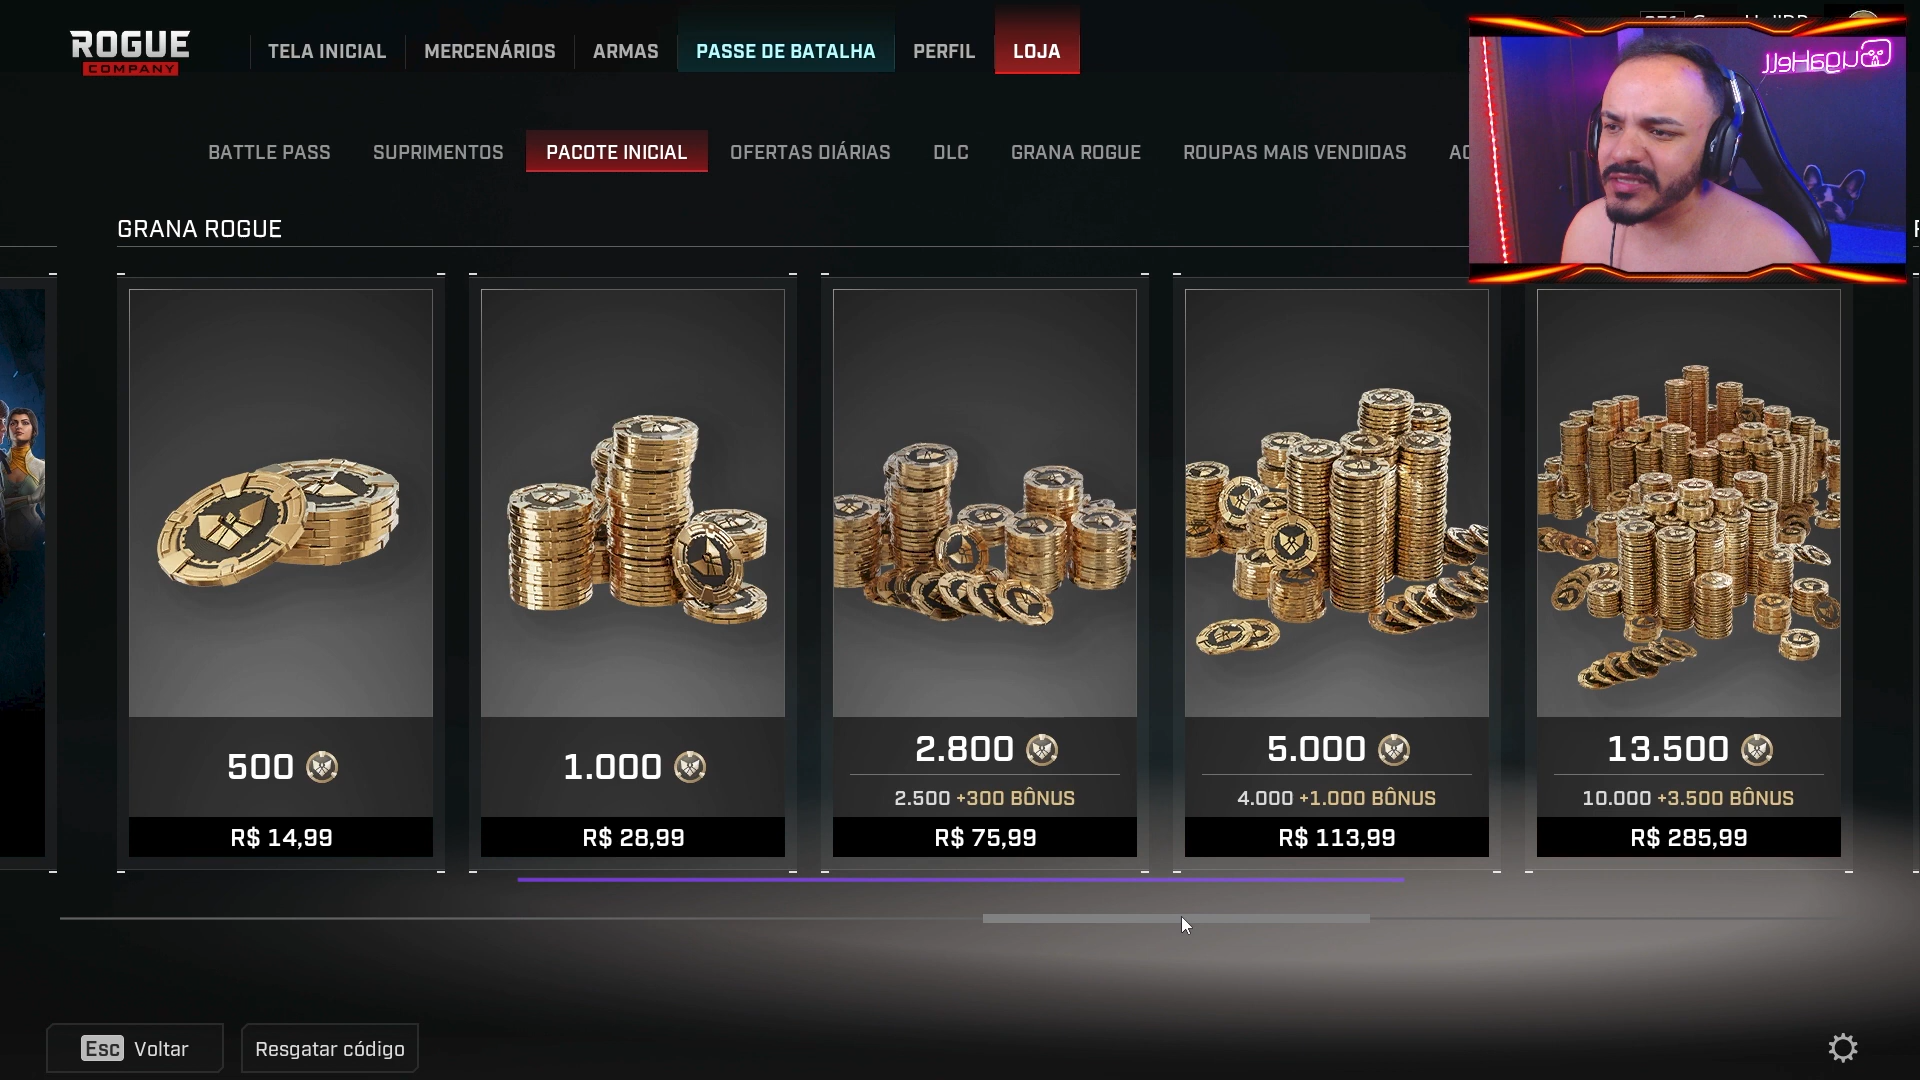 ROGUE
COMPANY
TELA INICIAL
MERCENÁRIOS
ARMAS
PASSE DE BATALHA
PERFIL
LOJA
BATTLE PASS
SUPRIMENTOS
PACOTE INICIAL
OFERTAS DIÁRIAS
DLC
GRANA ROGUE
ROUPAS MAIS VENDIDAS
GougaHell
GRANA ROGUE
500
R$ 14,99
1.000
R$ 28,99
2.800
2.500 +300 BÔNUS
R$ 75,99
5.000
4.000 +1.000 BÔNUS
R$ 113,99
13.500
10.000 +3.500 BÔNUS
R$ 285,99
Esc Voltar
Resgatar código